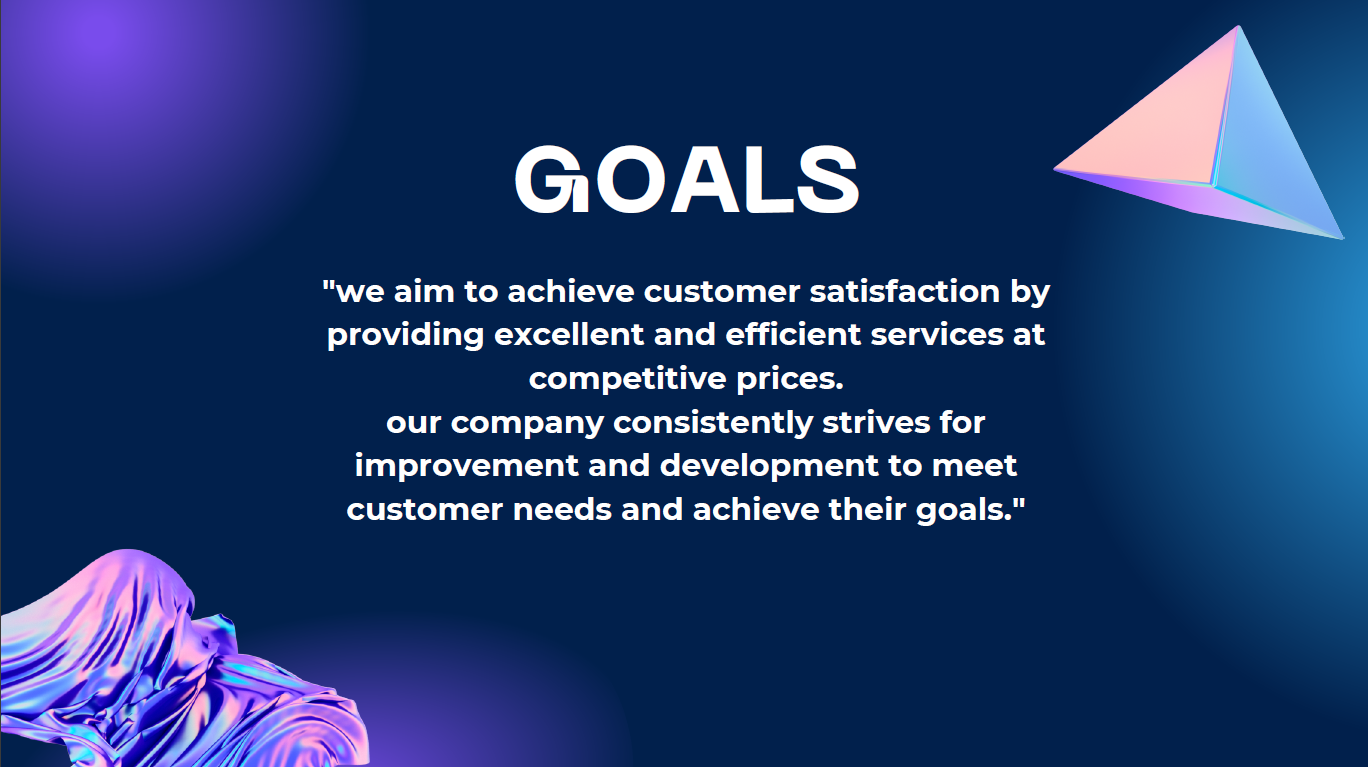 GOALS
"we aim to achieve customer satisfaction by
providing excellent and efficient services at
competitive prices.
our company consistently strives for
improvement and development to meet
customer needs and achieve their goals."